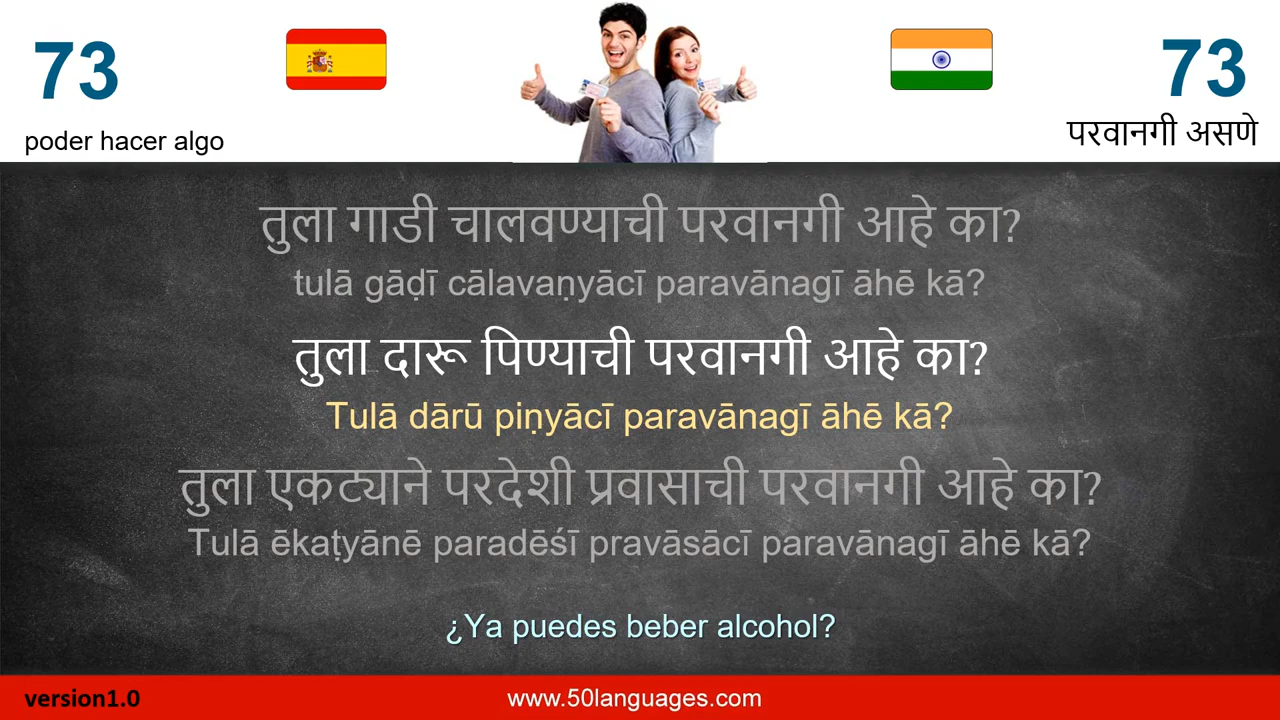 73
73
poder hacer algo
परवानगी असणे
तुला गाडी चालवण्याची परवानगी आहे का?
tulā gāḍī cālavaṇyācī paravānagī āhē kā?
तुला दारू पिण्याची परवानगी आहे का?
Tulā dārū piṇyācī paravānagī āhē kā?
तुला एकट्याने परदेशी प्रवासाची परवानगी आहे का?
Tulā ēkaṭyānē paradēśī pravāsācī paravānagī āhē kā?
¿Ya puedes beber alcohol?
version1.0
www.50languages.com